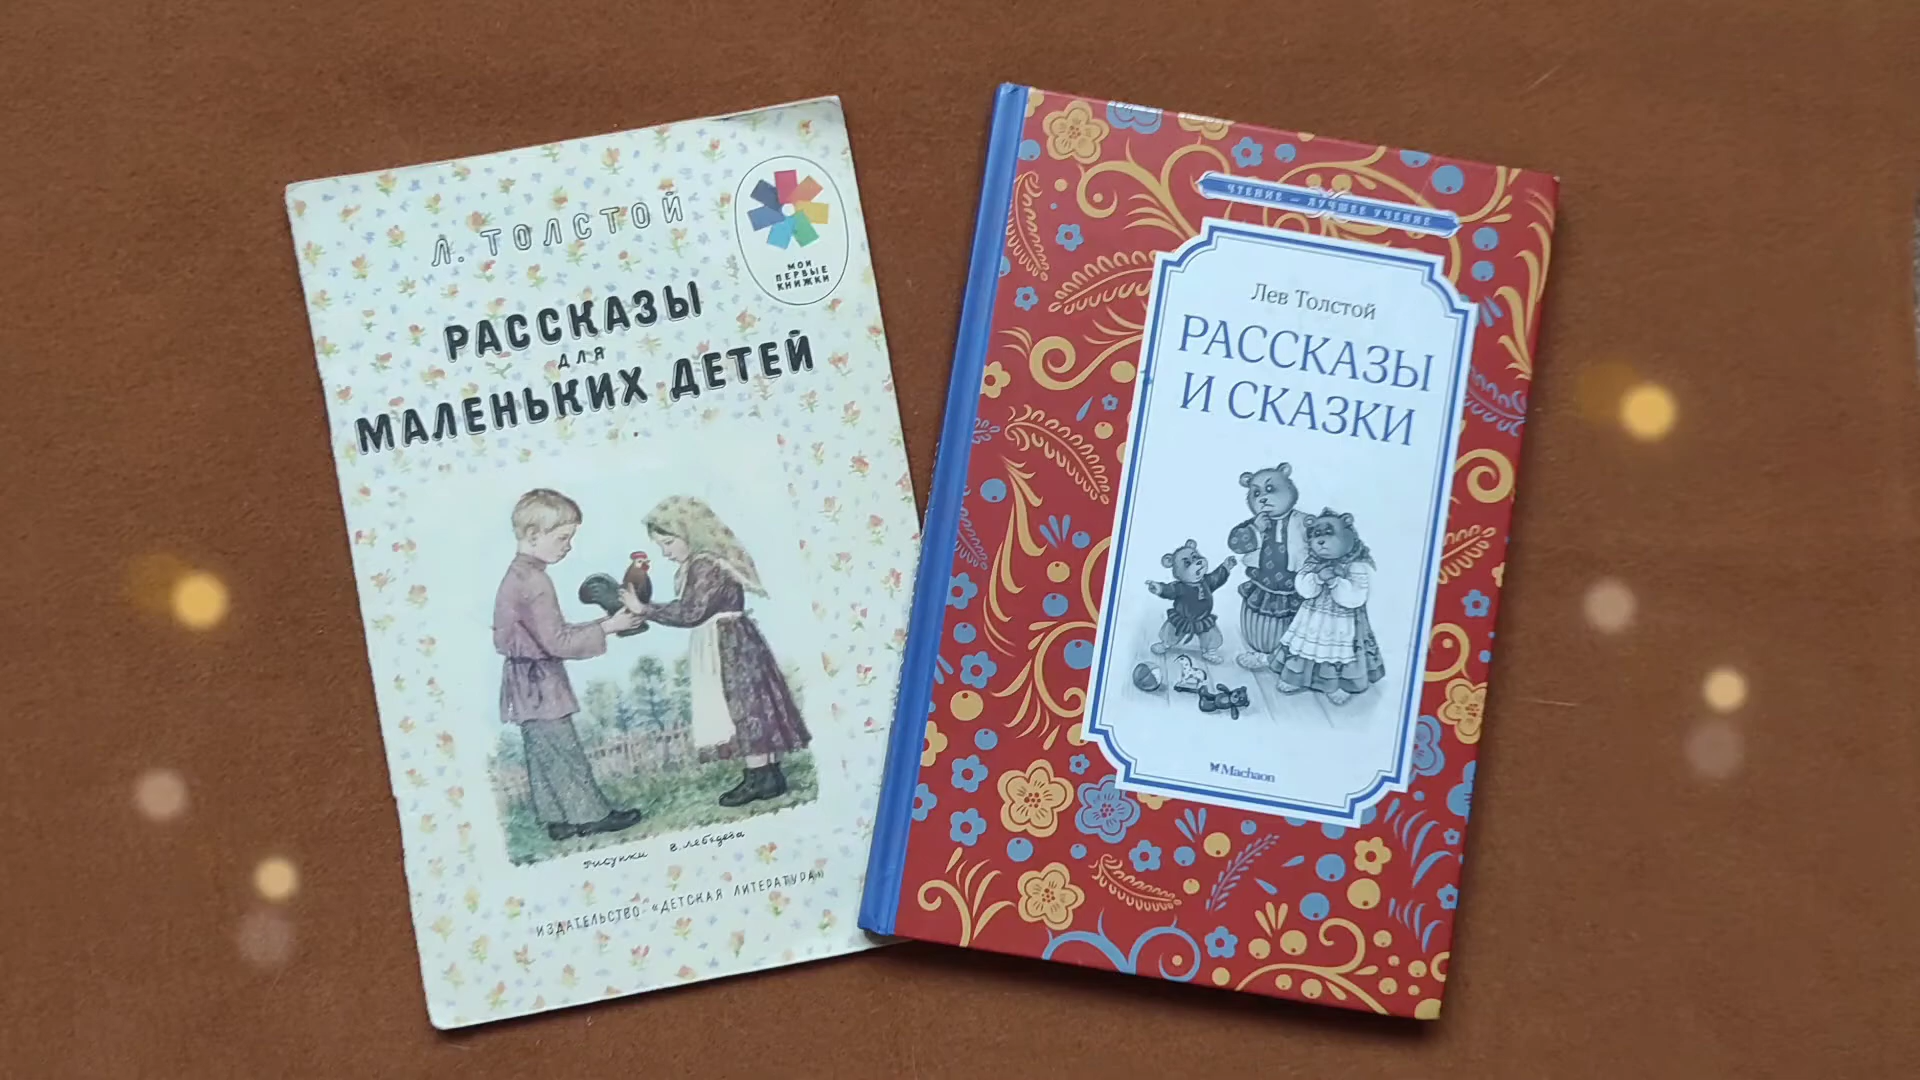 Л. ТОЛСТОЙ
МОИ
ПЕРВЫЕ
КНИЖКИ
РАССКАЗЫ
ДЛЯ
МАЛЕНЬКИХ ДЕТЕЙ
Рисунки В. Лебедева
ИЗДАТЕЛЬСТВО «ДЕТСКАЯ ЛИТЕРАТУРА»
ЧТЕНИЕ – ЛУЧШЕЕ УЧЕНИЕ
Лев Толстой
РАССКАЗЫ
И СКАЗКИ
Machaon